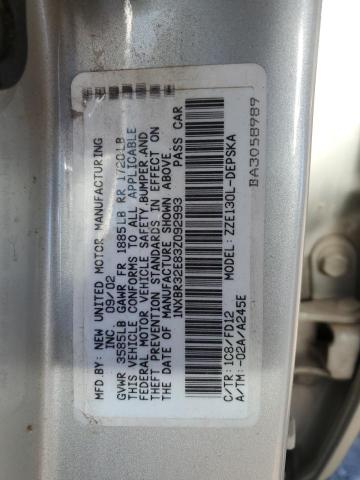 MFD.BY: NEW UNITED MOTOR MANUFACTURING
INC. 09/02
GVWR 3585LB GAWR FR 1885LB RR 1720LB
THIS VEHICLE CONFORMS TO ALL APPLICABLE
FEDERAL MOTOR VEHICLE SAFETY,BUMPER,AND
THEFT PREVENTION STANDARDS IN EFFECT ON
THE DATE OF MANUFACTURE SHOWN ABOVE.
1NXBR32E83Z092993 PASS CAR
MODEL: ZZE130L-DEPSKA
C/TR: 1C8/FD12
A/TM: -02A/A245E
BA3058989